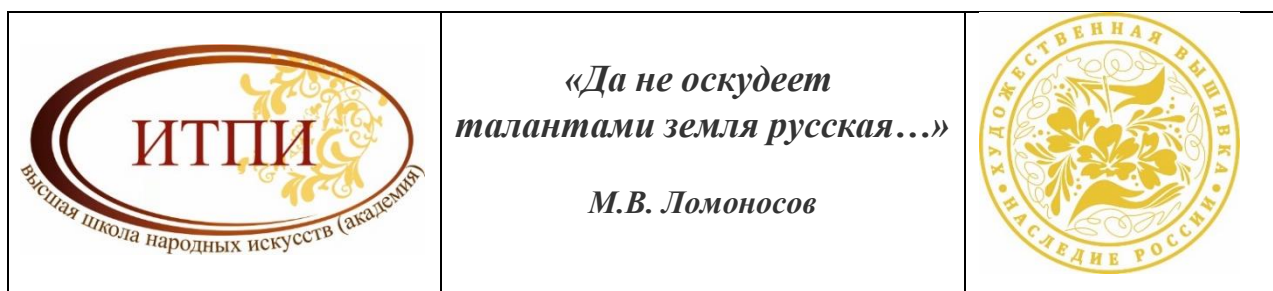 ИТПИ
высшая школа народных искусств (академия)
«Да не оскудеет
талантами земля русская…»
М.В. Ломоносов
ХУДОЖЕСТВЕННАЯ ВЫШИВКА
НАСЛЕДИЕ РОССИИ